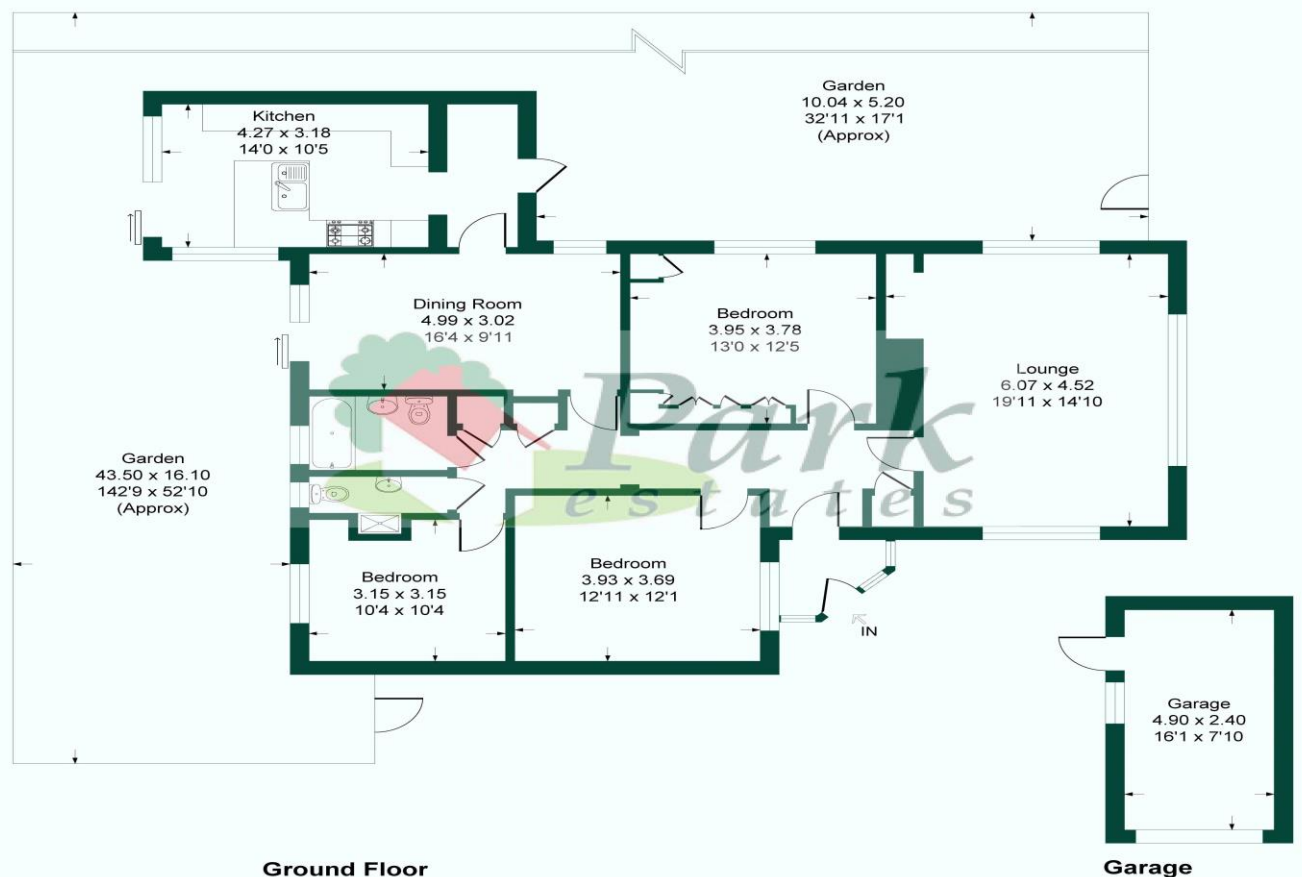 Garden
10.04 x 5.20
32'11 x 17'1
(Approx)
Kitchen
4.27 x 3.18
14'0 x 10'5
Dining Room
4.99 x 3.02
16'4 x 9'11
Bedroom
3.95 x 3.78
13'0 x 12'5
Lounge
6.07 x 4.52
19'11 x 14'10
Park
estates
Garden
43.50 x 16.10
142'9 x 52'10
(Approx)
Bedroom
3.15 x 3.15
10'4 x 10'4
Bedroom
3.93 x 3.69
12'11 x 12'1
IN
Garage
4.90 x 2.40
16'1 x 7'10
Ground Floor
Garage